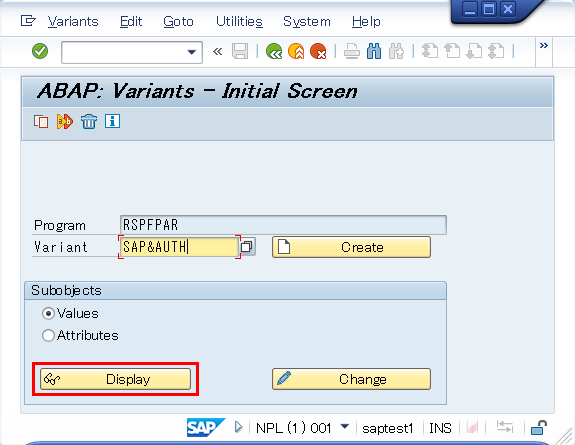 Variants Edit Goto Utilities System Help
«
»
ABAP: Variants - Initial Screen
Program RSPFPAR
Variant SAP&AUTH Create
Subobjects
Values
Attributes
Display Change
SAP NPL (1) 001 saptest1 INS